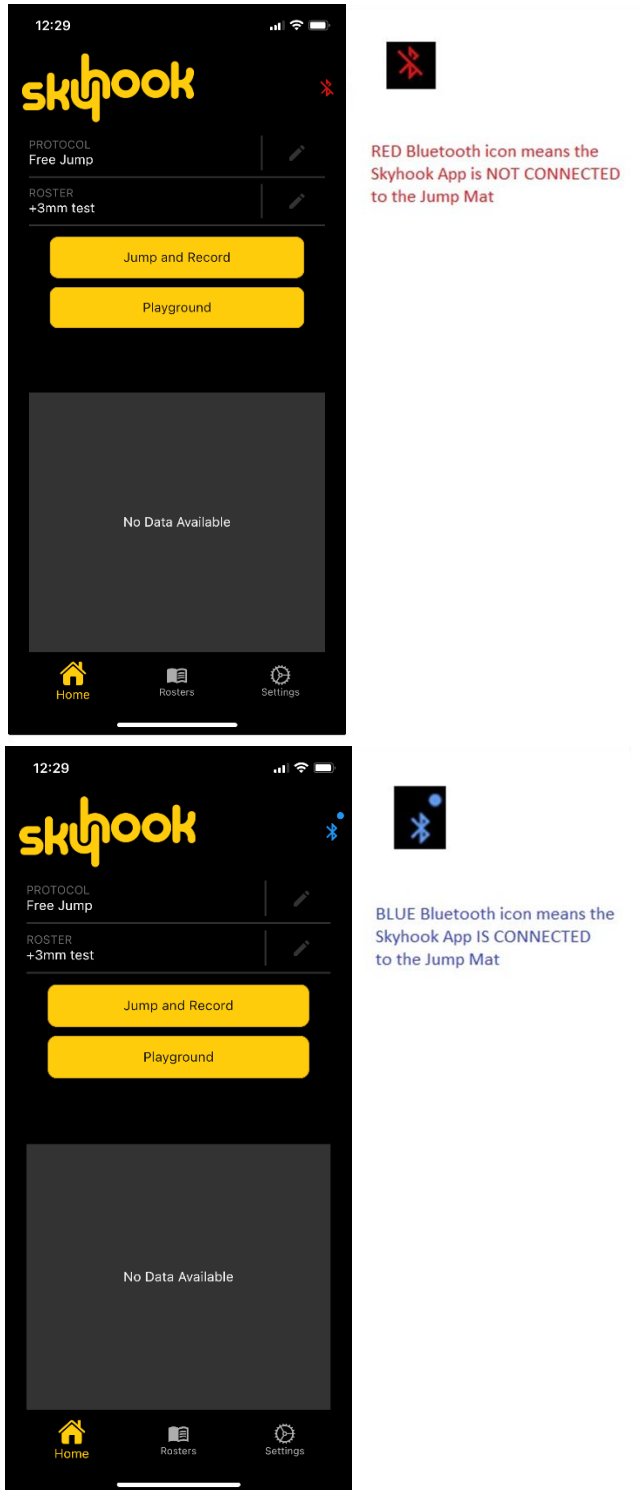 12:29
skyhook
RED Bluetooth icon means the
Skyhook App is NOT CONNECTED
to the Jump Mat
PROTOCOL
Free Jump
ROSTER
+3mm test
Jump and Record
Playground
No Data Available
Home
Rosters
Settings
12:29
skyhook
BLUE Bluetooth icon means the
Skyhook App IS CONNECTED
to the Jump Mat
PROTOCOL
Free Jump
ROSTER
+3mm test
Jump and Record
Playground
No Data Available
Home
Rosters
Settings